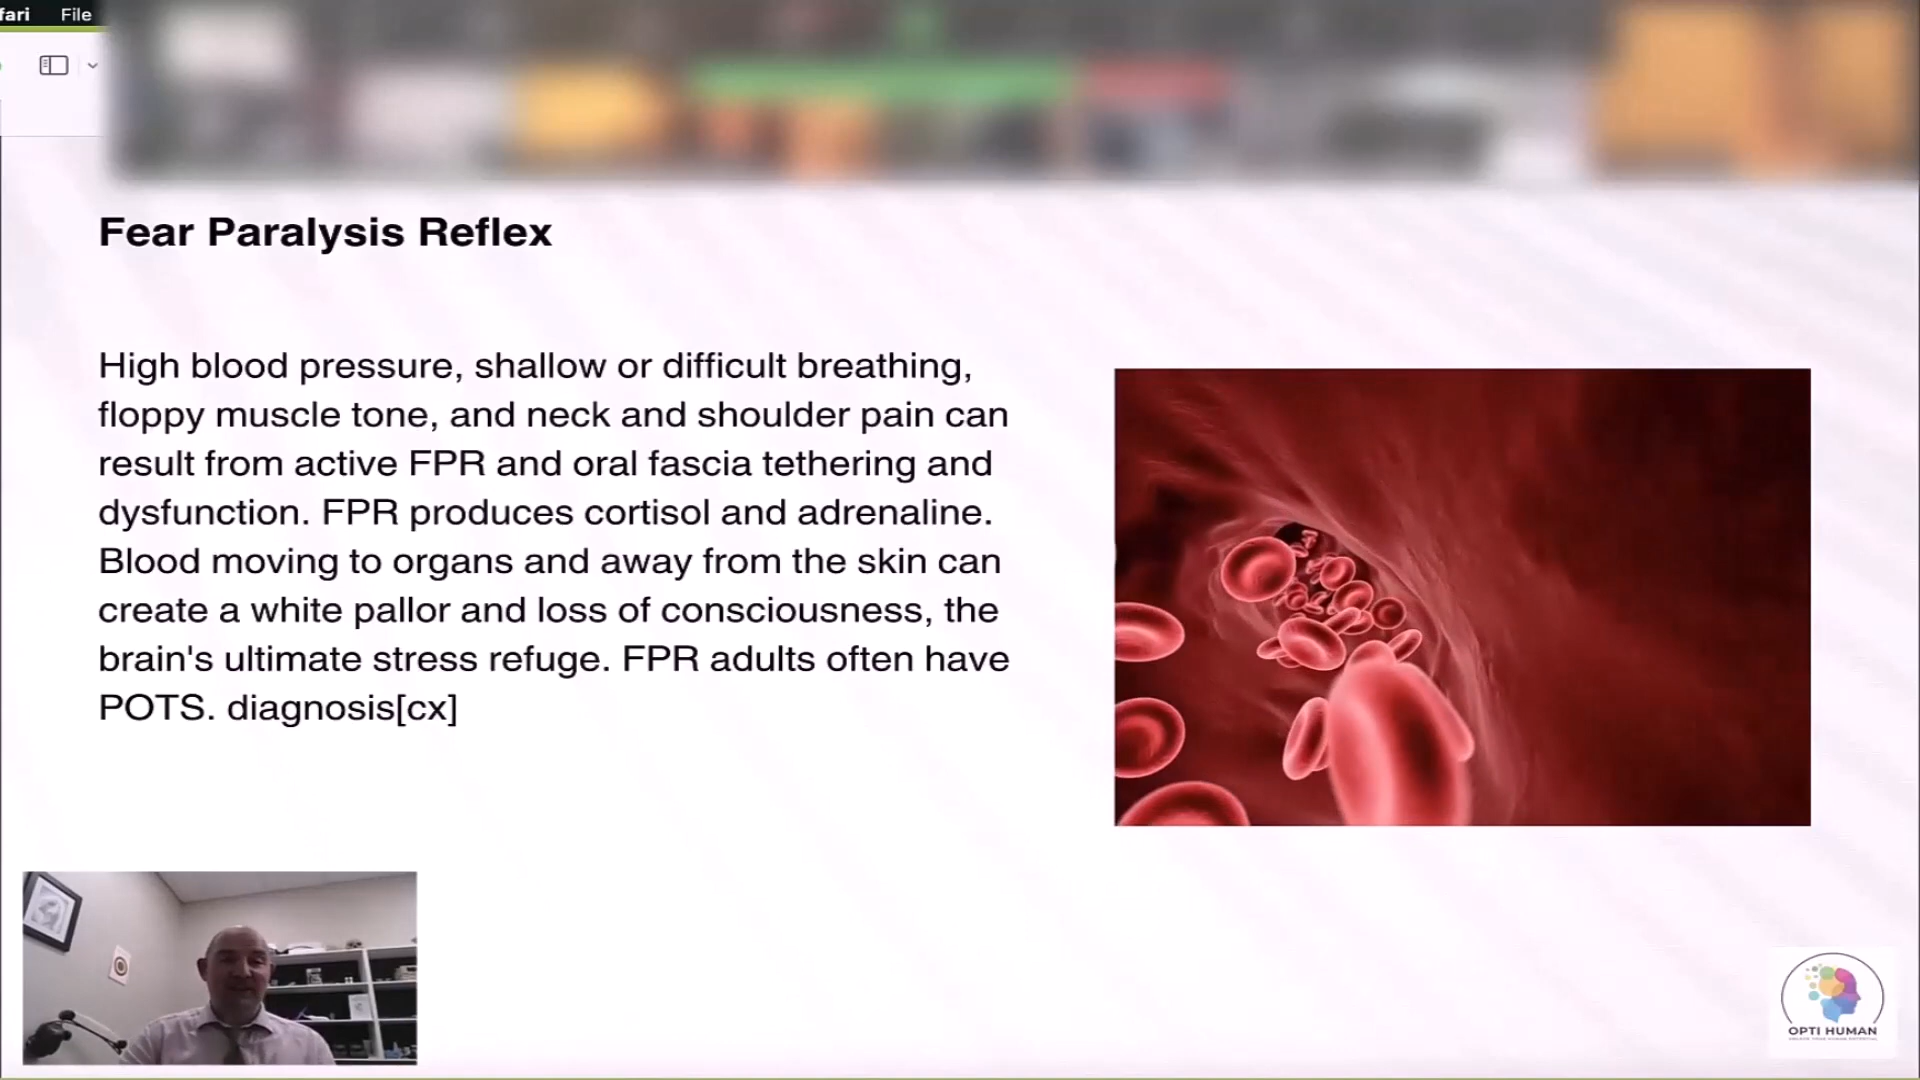 fari File
Fear Paralysis Reflex
High blood pressure, shallow or difficult breathing,
floppy muscle tone, and neck and shoulder pain can
result from active FPR and oral fascia tethering and
dysfunction. FPR produces cortisol and adrenaline.
Blood moving to organs and away from the skin can
create a white pallor and loss of consciousness, the
brain's ultimate stress refuge. FPR adults often have
POTS. diagnosis[cx]
OPTI HUMAN